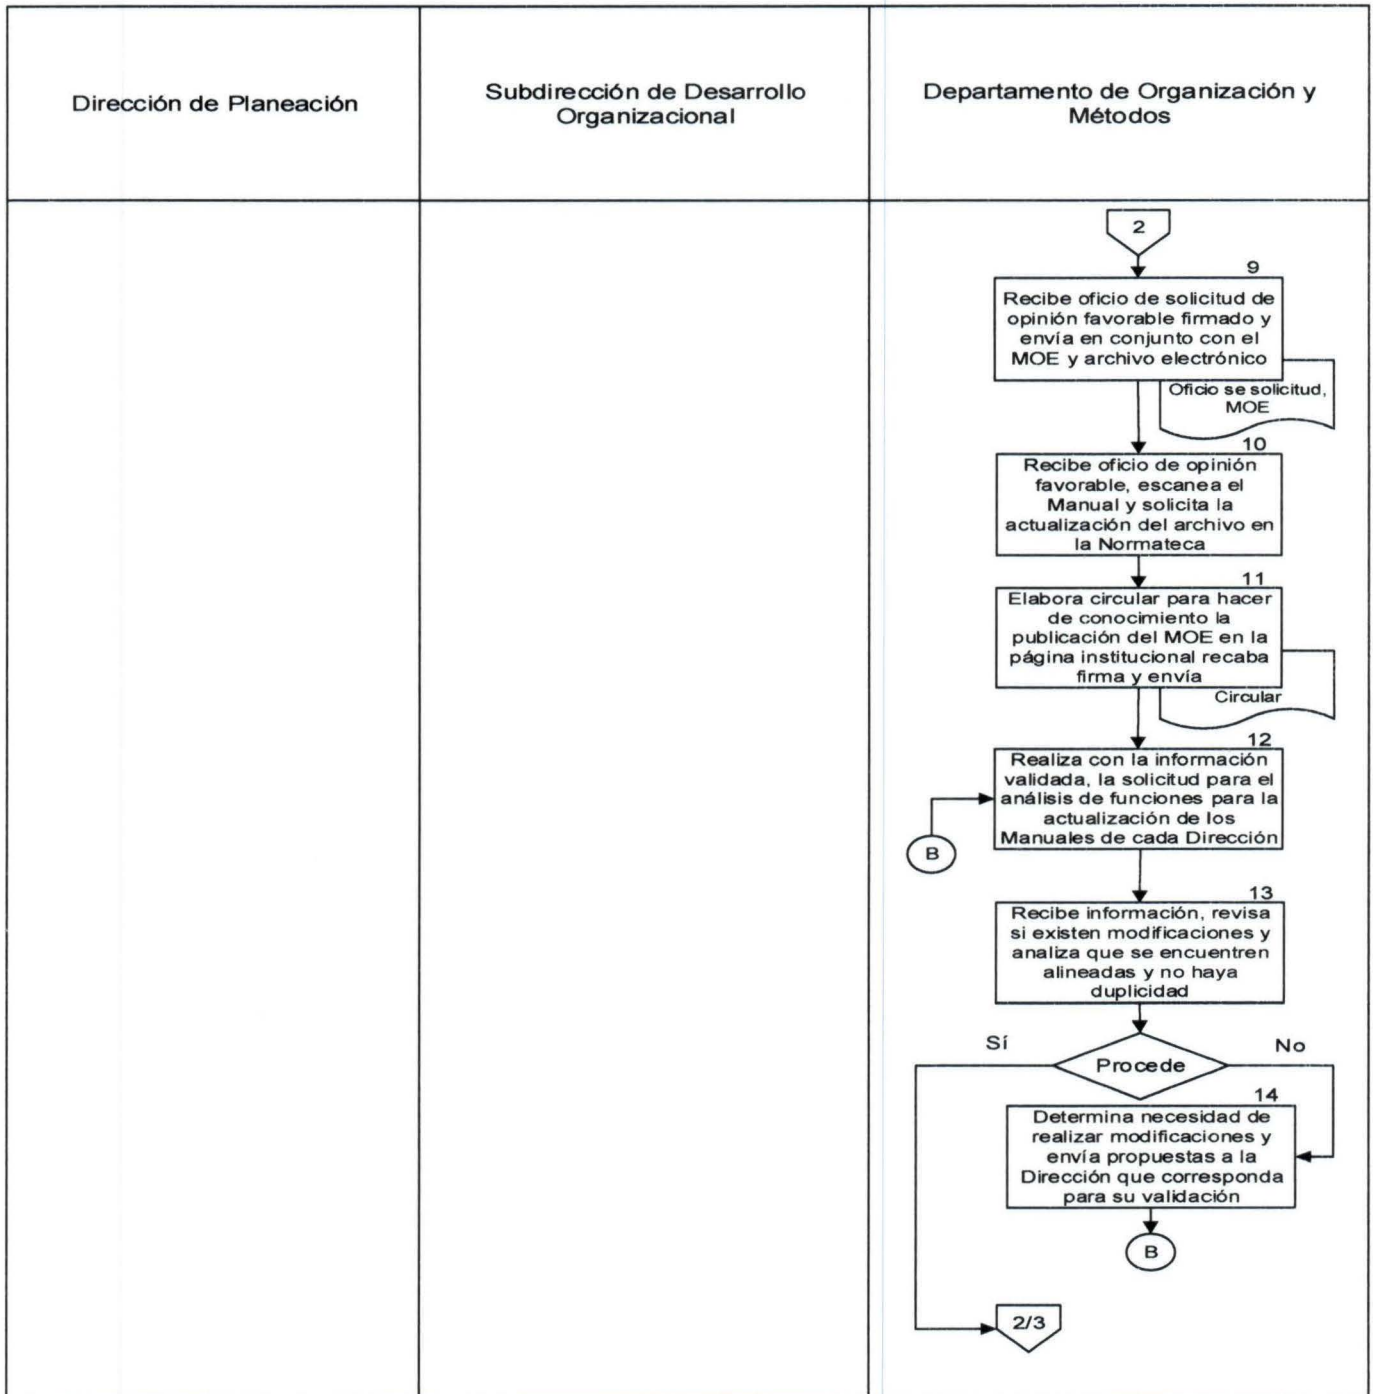 Dirección de Planeación
Subdirección de Desarrollo
Organizacional
Departamento de Organización y
Métodos
2
9
Recibe oficio de solicitud de
opinión favorable firmado y
envía en conjunto con el
MOE y archivo electrónico
Oficio se solicitud,
MOE
10
Recibe oficio de opinión
favorable, escanea el
Manual y solicita la
actualización del archivo en
la Normateca
11
Elabora circular para hacer
de conocimiento la
publicación del MOE en la
página institucional recaba
firma y envía
Circular
12
Realiza con la información
validada, la solicitud para el
análisis de funciones para la
actualización de los
Manuales de cada Dirección
B
13
Recibe información, revisa
si existen modificaciones y
analiza que se encuentren
alineadas y no haya
duplicidad
Sí
No
Procede
14
Determina necesidad de
realizar modificaciones y
envía propuestas a la
Dirección que corresponda
para su validación
B
2/3